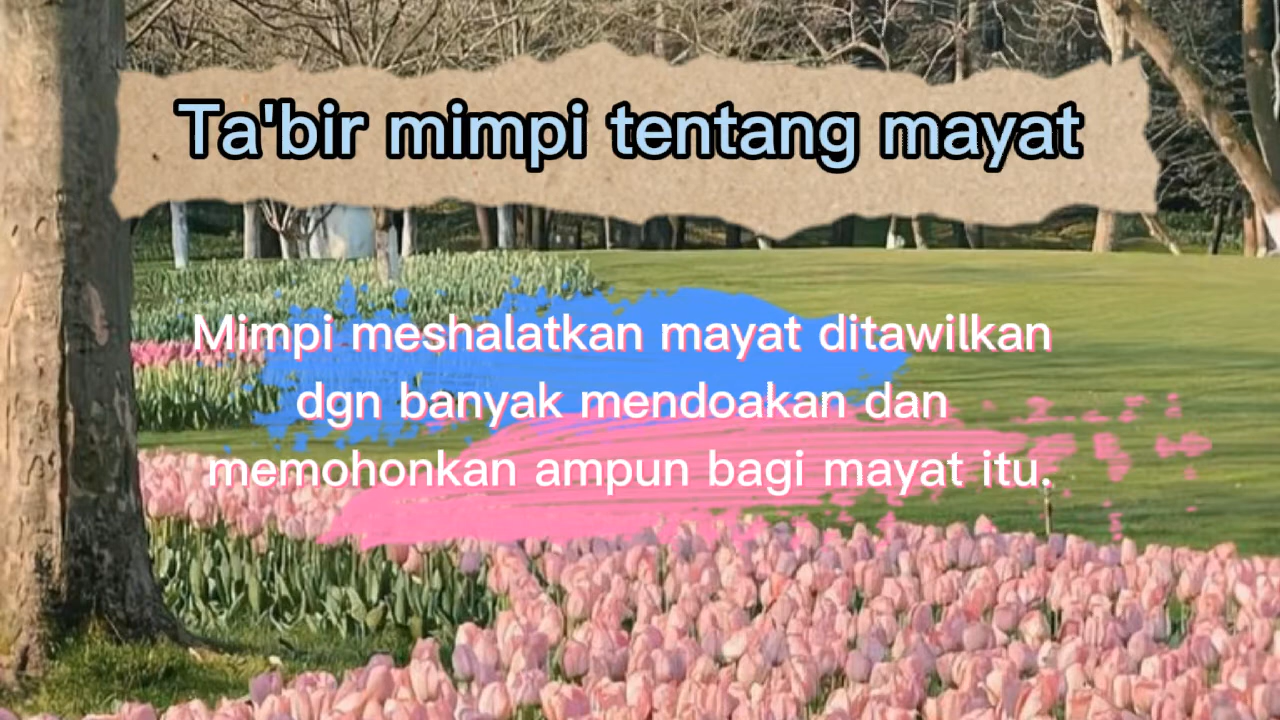 Ta'bir mimpi tentang mayat
Mimpi meshalatkan mayat ditawilkan
dgn banyak mendoakan dan
memohonkan ampun bagi mayat itu.